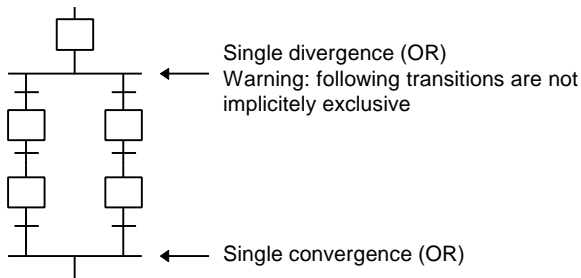 Single divergence (OR)
Warning: following transitions are not
implicitely exclusive
Single convergence (OR)